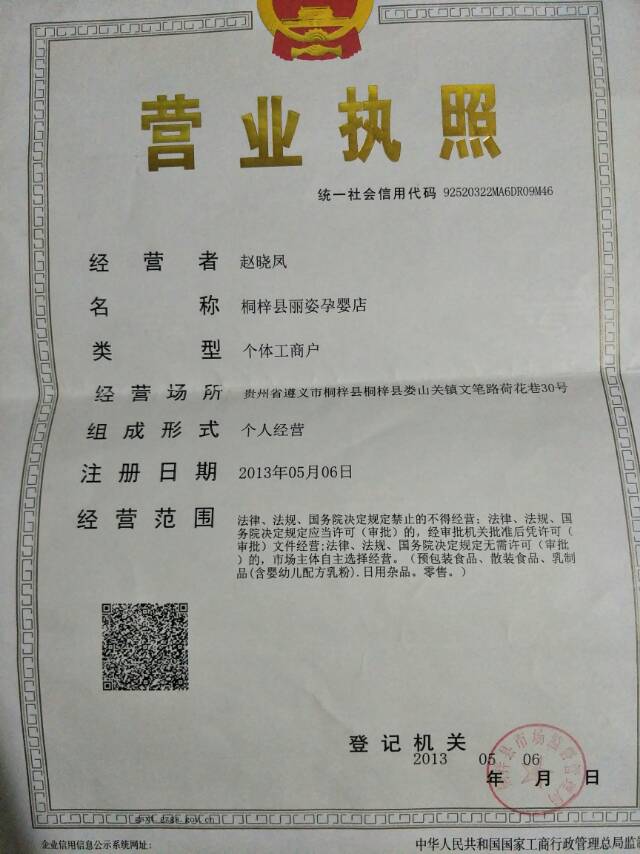 营业执照
统一社会信用代码 92520322MA6DR09M46
经营者 赵晓凤
名称 桐梓县丽姿孕婴店
类型 个体工商户
经营场所 贵州省遵义市桐梓县桐梓县娄山关镇文笔路荷花巷30号
组成形式 个人经营
注册日期 2013年05月06日
经营范围 法律、法规、国务院决定规定禁止的不得经营；法律、法规、国
务院决定规定应当许可（审批）的，经审批机关批准后凭许可（
审批）文件经营;法律、法规、国务院决定规定无需许可（审批
）的，市场主体自主选择经营。（预包装食品、散装食品、乳制
品(含婴幼儿配方乳粉).日用杂品。零售。）
登记机关
2013 05 06
年 月 日
企业信用信息公示系统网址：
中华人民共和国国家工商行政管理总局监